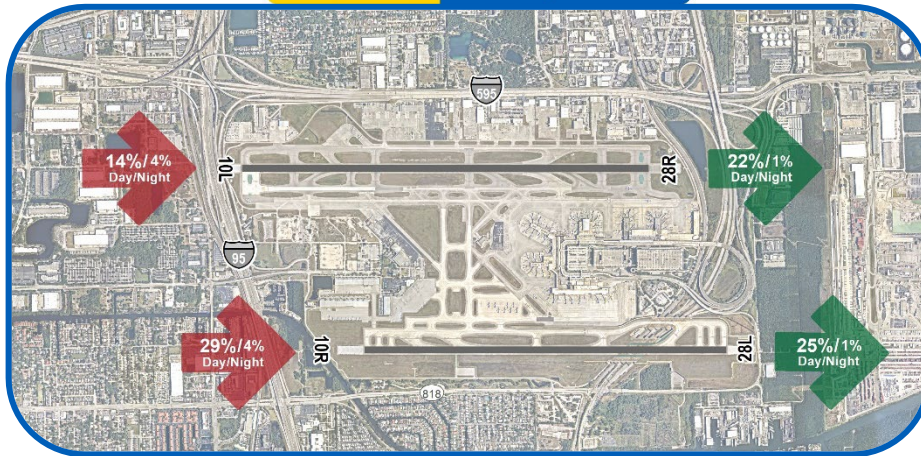 595
14%/4%
Day/Night
10L
28R
22%/1%
Day/Night
95
29%/4%
Day/Night
10R
28L
25%/1%
Day/Night
818